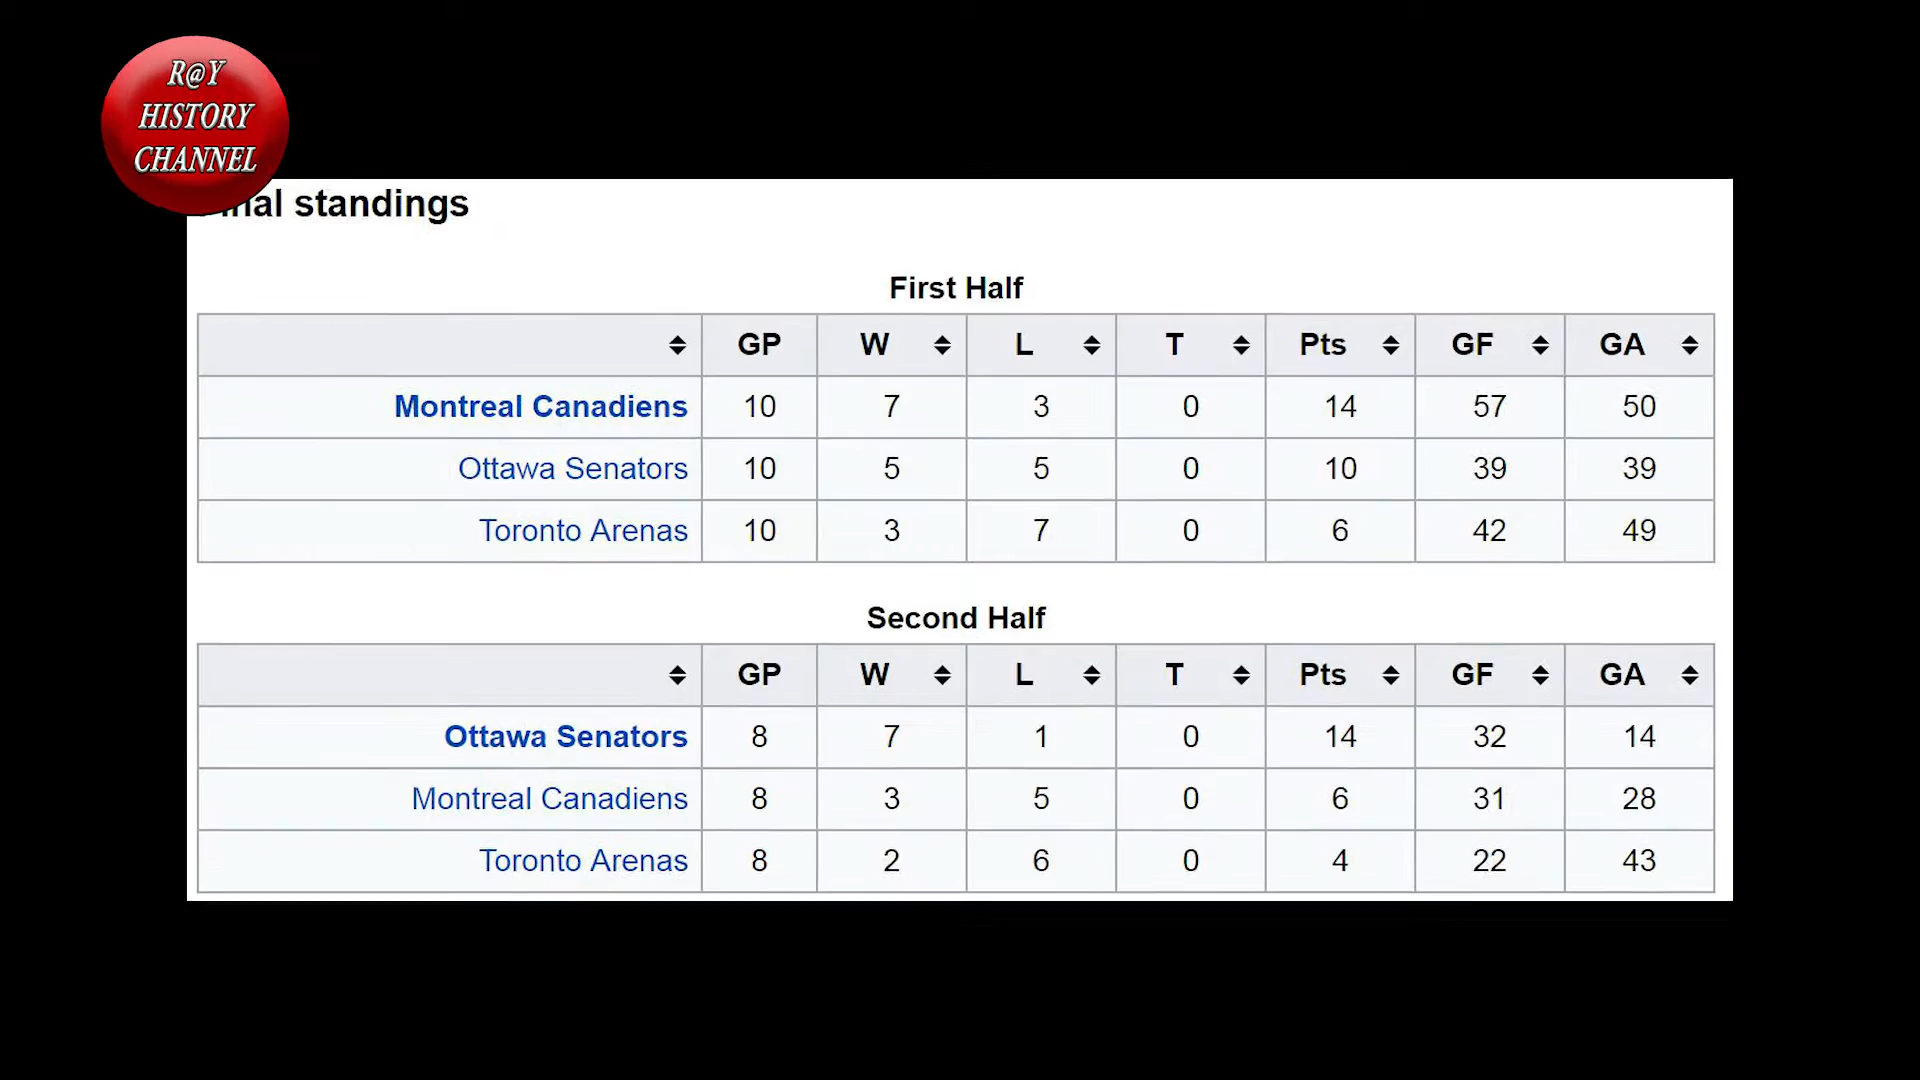 R@Y
HISTORY
CHANNEL
standings
First Half
GP W L T Pts GF GA
Montreal Canadiens 10 7 3 0 14 57 50
Ottawa Senators 10 5 5 0 10 39 39
Toronto Arenas 10 3 7 0 6 42 49
Second Half
GP W L T Pts GF GA
Ottawa Senators 8 7 1 0 14 32 14
Montreal Canadiens 8 3 5 0 6 31 28
Toronto Arenas 8 2 6 0 4 22 43